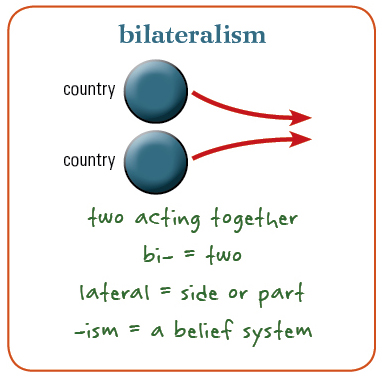 bilateralism
country
country
two acting together
bi- = two
lateral = side or part
-ism = a belief system